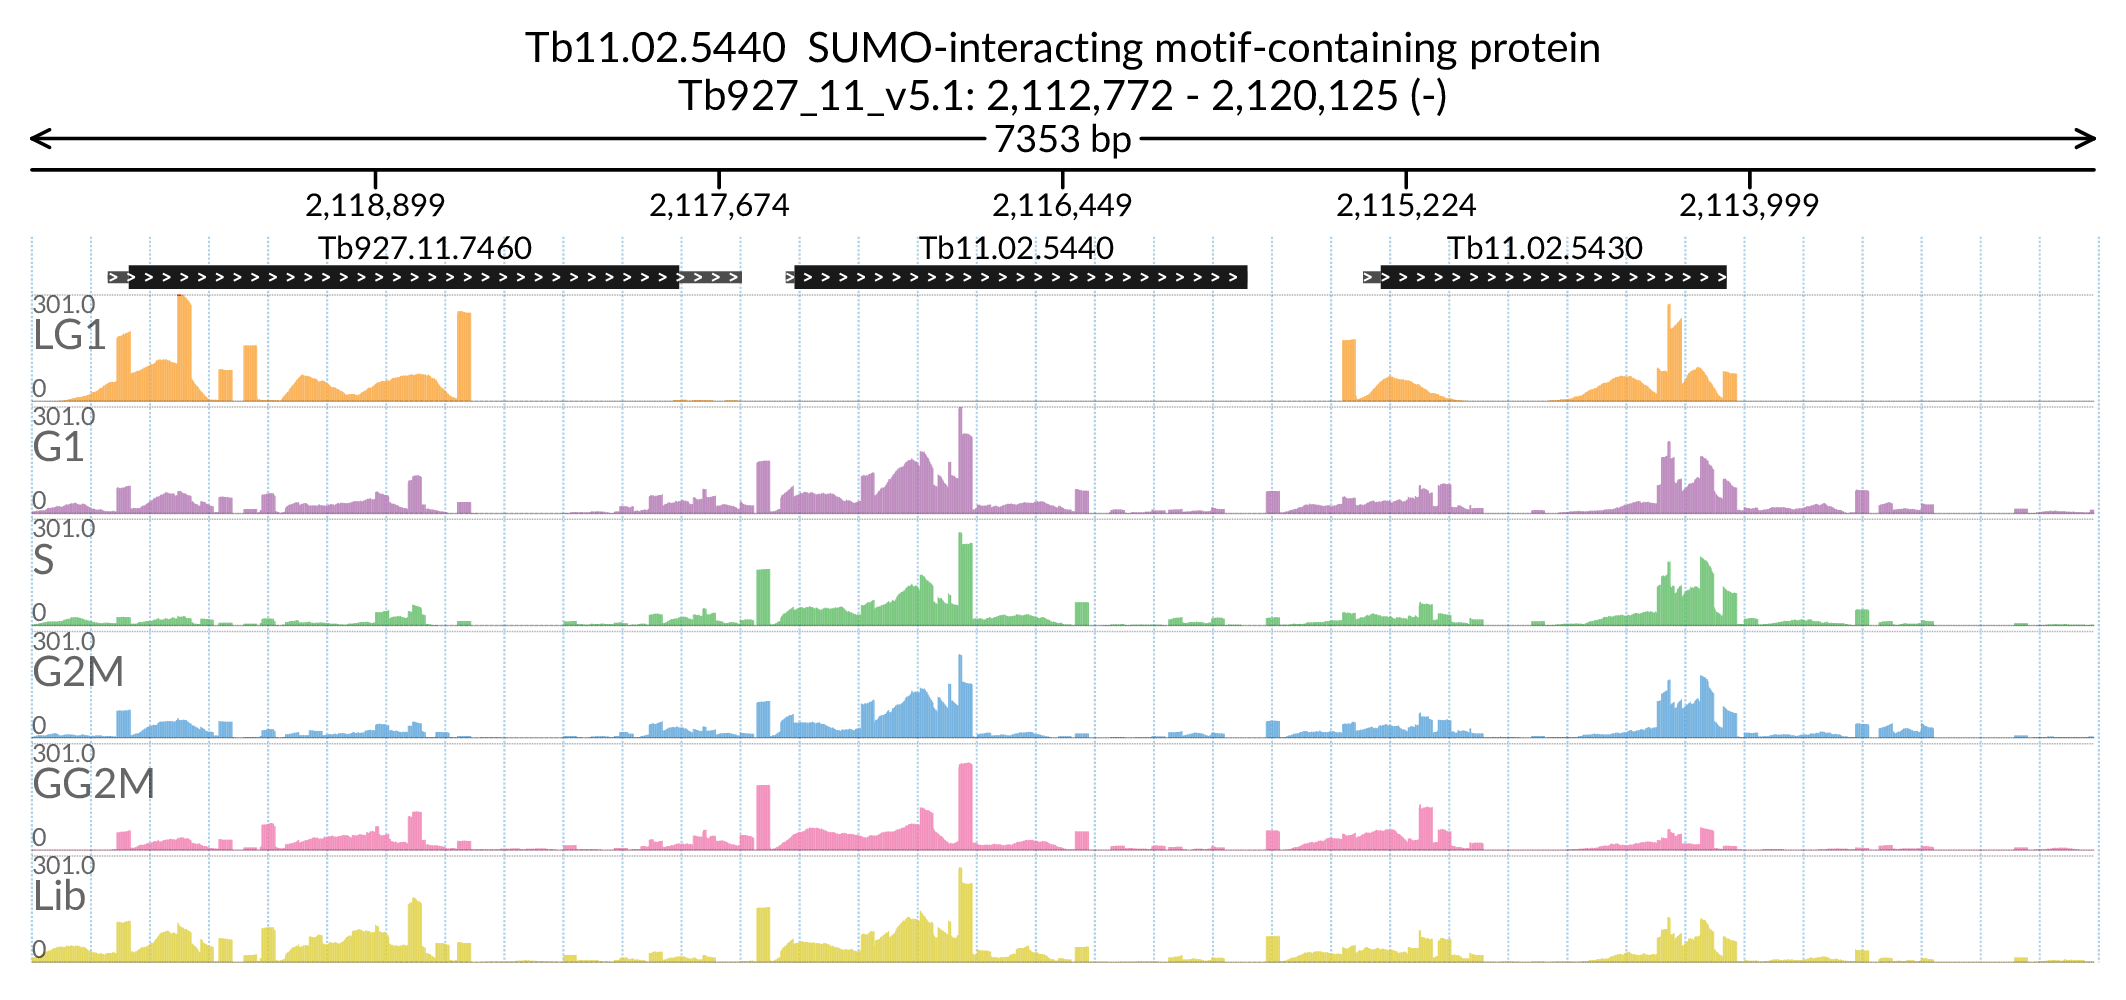 Tb11.02.5440  SUMO-interacting motif-containing protein
Tb927_11_v5.1: 2,112,772 - 2,120,125 (-)
7353 bp
2,118,899 2,117,674 2,116,449 2,115,224 2,113,999
Tb927.11.7460 Tb11.02.5440 Tb11.02.5430
301.0
LG1
0
301.0
G1
0
301.0
S
0
301.0
G2M
0
301.0
GG2M
0
301.0
Lib
0